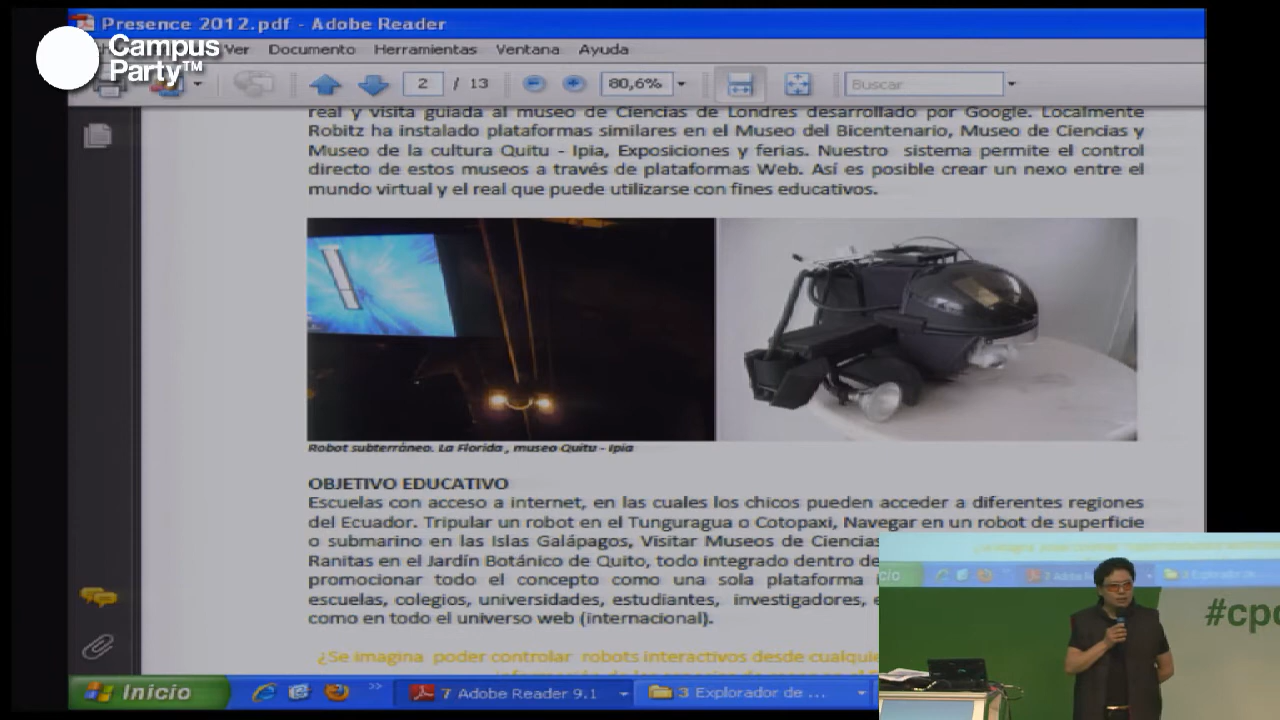 Presence 2012.pdf - Adobe Reader
Campus
Party™
Ver Documento Herramientas Ventana Ayuda
2 / 13 80,6% Buscar
real y visita guiada al museo de Ciencias de Londres desarrollado por Google. Localmente
Robitz ha instalado plataformas similares en el Museo del Bicentenario, Museo de Ciencias y
Museo de la cultura Quitu - Ipia, Exposiciones y ferias. Nuestro sistema permite el control
directo de estos museos a través de plataformas Web. Así es posible crear un nexo entre el
mundo virtual y el real que puede utilizarse con fines educativos.
Robot subterráneo. La Florida , museo Quitu - Ipia
OBJETIVO EDUCATIVO
Escuelas con acceso a internet, en las cuales los chicos pueden acceder a diferentes regiones
del Ecuador. Tripular un robot en el Tunguragua o Cotopaxi, Navegar en un robot de superficie
o submarino en las Islas Galápagos, Visitar Museos de Ciencias
Ranitas en el Jardín Botánico de Quito, todo integrado dentro de
promocionar todo el concepto como una sola plataforma
escuelas, colegios, universidades, estudiantes, investigadores, e
como en todo el universo web (internacional).
¿Se imagina poder controlar robots interactivos desde cualquie
Inicio
7 Adobe Reader 9.1
3 Explorador de ...
#cpc